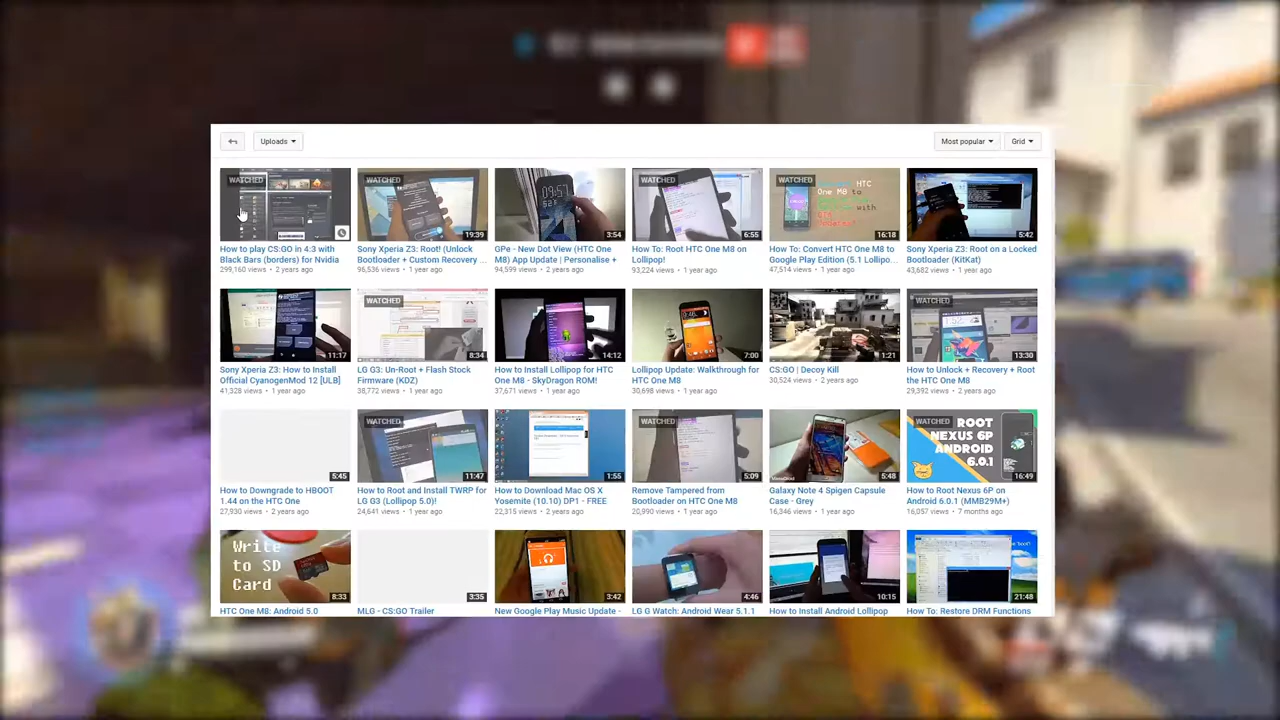 Uploads
Most popular
Grid
WATCHED
WATCHED
19:39
09:57
3:54
WATCHED
6:55
WATCHED
HTC
One M8 to
with
16:18
5:42
How to play CS:GO in 4:3 with
Black Bars (borders) for Nvidia
299,160 views • 2 years ago
Sony Xperia Z3: Root! (Unlock
Bootloader + Custom Recovery ...
96,536 views • 1 year ago
GPe - New Dot View (HTC One
M8) App Update | Personalise +
94,599 views • 2 years ago
How To: Root HTC One M8 on
Lollipop!
93,224 views • 1 year ago
How To: Convert HTC One M8 to
Google Play Edition (5.1 Lollipo...
47,514 views • 1 year ago
Sony Xperia Z3: Root on a Locked
Bootloader (KitKat)
43,682 views • 1 year ago
11:17
WATCHED
8:34
14:12
7:00
1:21
WATCHED
13:30
Sony Xperia Z3: How to Install
Official CyanogenMod 12 [ULB]
41,328 views • 1 year ago
LG G3: Un-Root + Flash Stock
Firmware (KDZ)
38,772 views • 1 year ago
How to Install Lollipop for HTC
One M8 - SkyDragon ROM!
37,671 views • 1 year ago
Lollipop Update: Walkthrough for
HTC One M8
30,698 views • 1 year ago
CS:GO | Decoy Kill
30,524 views • 2 years ago
How to Unlock + Recovery + Root
the HTC One M8
29,392 views • 2 years ago
5:45
WATCHED
11:47
1:55
WATCHED
5:09
5:48
WATCHED
ROOT
NEXUS 6P
ANDROID
6.0.1
16:49
How to Downgrade to HBOOT
1.44 on the HTC One
27,930 views • 2 years ago
How to Root and Install TWRP for
LG G3 (Lollipop 5.0)!
24,641 views • 1 year ago
How to Download Mac OS X
Yosemite (10.10) DP1 - FREE
22,315 views • 2 years ago
Remove Tampered from
Bootloader on HTC One M8
20,990 views • 1 year ago
Galaxy Note 4 Spigen Capsule
Case - Grey
16,346 views • 1 year ago
How to Root Nexus 6P on
Android 6.0.1 (MMB29M+)
16,057 views • 7 months ago
Write
to SD
Card
8:33
3:35
3:42
4:46
10:15
21:48
HTC One M8: Android 5.0
MLG - CS:GO Trailer
New Google Play Music Update -
LG G Watch: Android Wear 5.1.1
How to Install Android Lollipop
How To: Restore DRM Functions